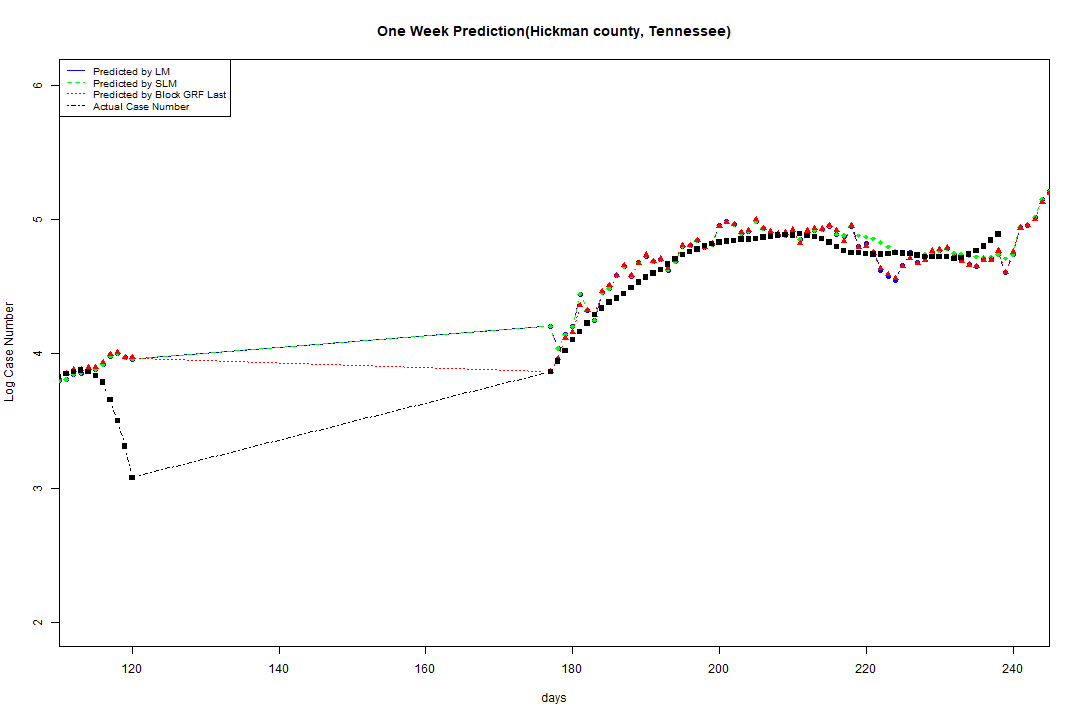 One Week Prediction(Hickman county, Tennessee)
Predicted by LM
Predicted by SLM
Predicted by Block GRF Last
Actual Case Number
6
5
4
3
2
Log Case Number
120 140 160 180 200 220 240
days